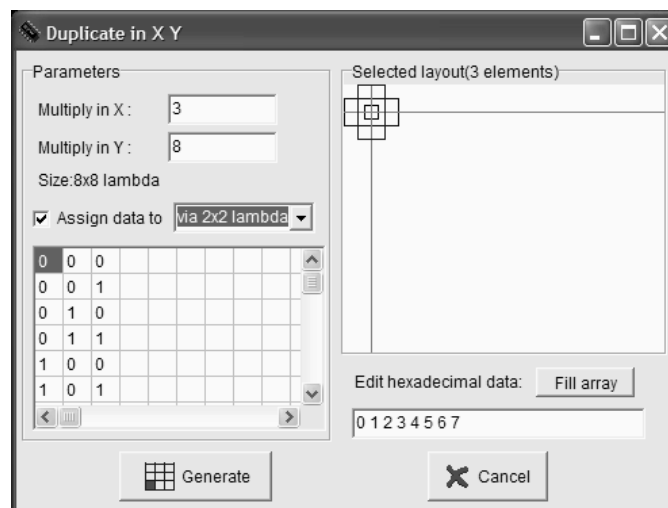 Duplicate in X Y
Parameters
Multiply in X : 3
Multiply in Y : 8
Size:8x8 lambda
Assign data to via 2x2 lambda
0 0 0
0 0 1
0 1 0
0 1 1
1 0 0
1 0 1
Generate
Selected layout(3 elements)
Edit hexadecimal data: Fill array
0 1 2 3 4 5 6 7
Cancel